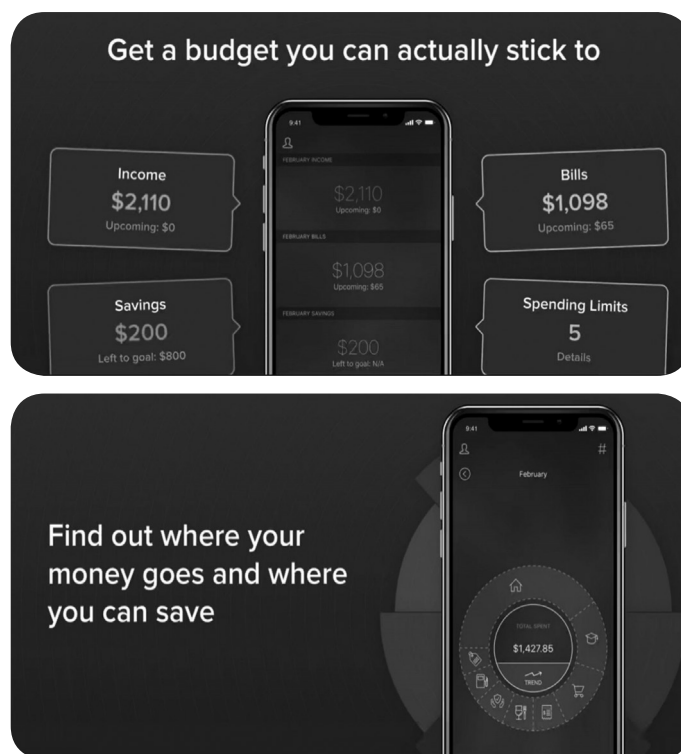 Get a budget you can actually stick to
Income
$2,110
Upcoming: $0
Savings
$200
Left to goal: $800
9:41
FEBRUARY INCOME
$2,110
Upcoming: $0
FEBRUARY BILLS
$1,098
Upcoming: $65
FEBRUARY SAVINGS
$200
Left to goal: N/A
Bills
$1,098
Upcoming: $65
Spending Limits
5
Details
Find out where your
money goes and where
you can save
9:41
#
February
TOTAL SPENT
$1,427.85
TREND